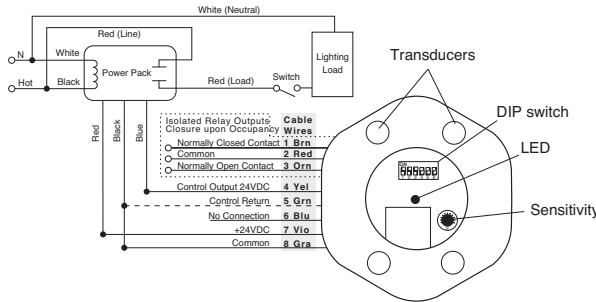 White (Neutral)
Red (Line)
N
White
Hot
Black
Power Pack
Red (Load)
Switch
Lighting
Load
Red
Black
Blue
Isolated Relay Outputs
Closure upon Occupancy
Cable
Wires
Normally Closed Contact 1 Brn
Common 2 Red
Normally Open Contact 3 Orn
Control Output 24VDC 4 Yel
Control Return 5 Grn
No Connection 6 Blu
+24VDC 7 Vio
Common 8 Gra
Transducers
DIP switch
LED
Sensitivity
ON